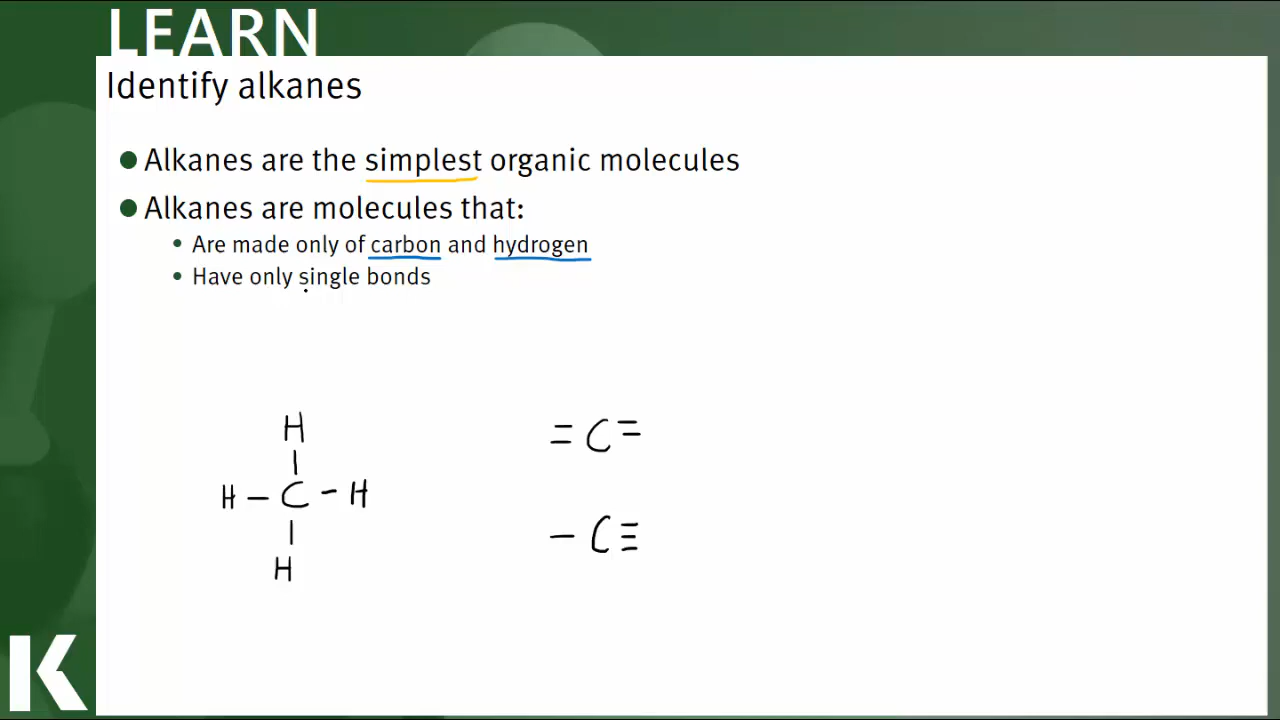 LEARN
Identify alkanes
Alkanes are the simplest organic molecules
Alkanes are molecules that:
Are made only of carbon and hydrogen
Have only single bonds
H
H – C – H
H
= C =
– C ≡
K